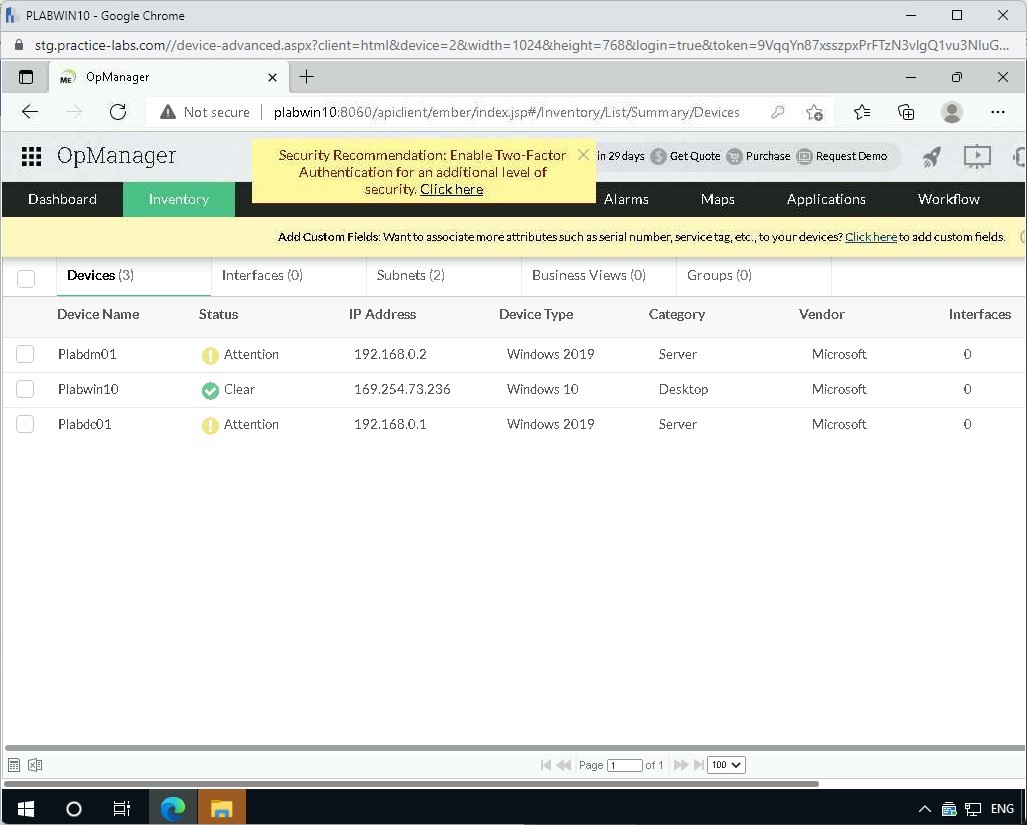 PLABWIN10 - Google Chrome
stg.practice-labs.com//device-advanced.aspx?client=html&device=2&width=1024&height=768&login=true&token=9VqqYn87xsszpxPrFTzN3vlgQ1vu3NluG...
ME OpManager
Not secure plabwin10:8060/apiclient/ember/index.jsp#/Inventory/List/Summary/Devices
OpManager
Security Recommendation: Enable Two-Factor
Authentication for an additional level of
security. Click here
in 29 days Get Quote Purchase Request Demo
Dashboard Inventory Alarms Maps Applications Workflow
Add Custom Fields: Want to associate more attributes such as serial number, service tag, etc., to your devices? Click here to add custom fields.
Devices (3) Interfaces (0) Subnets (2) Business Views (0) Groups (0)
Device Name Status IP Address Device Type Category Vendor Interfaces
Plabdm01 Attention 192.168.0.2 Windows 2019 Server Microsoft 0
Plabwin10 Clear 169.254.73.236 Windows 10 Desktop Microsoft 0
Plabdc01 Attention 192.168.0.1 Windows 2019 Server Microsoft 0
Page 1 of 1 100
ENG